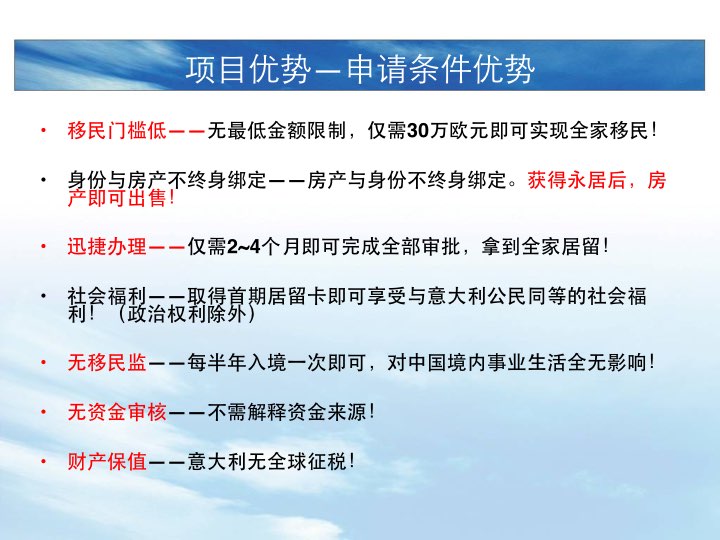 项目优势—申请条件优势
• 移民门槛低——无最低金额限制，仅需30万欧元即可实现全家移民！
• 身份与房产不终身绑定——房产与身份不终身绑定。获得永居后，房
产即可出售！
• 迅捷办理——仅需2~4个月即可完成全部审批，拿到全家居留！
• 社会福利——取得首期居留卡即可享受与意大利公民同等的社会福
利！（政治权利除外）
• 无移民监——每半年入境一次即可，对中国境内事业生活全无影响！
• 无资金审核——不需解释资金来源！
• 财产保值——意大利无全球征税！